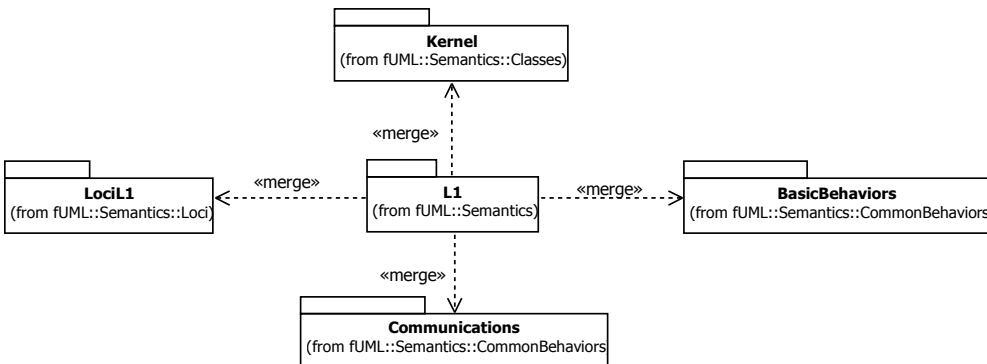 Kernel
(from fUML::Semantics::Classes)
«merge»
«merge»
«merge»
LociL1
(from fUML::Semantics::Loci)
L1
(from fUML::Semantics)
BasicBehaviors
(from fUML::Semantics::CommonBehaviors
«merge»
Communications
(from fUML::Semantics::CommonBehaviors